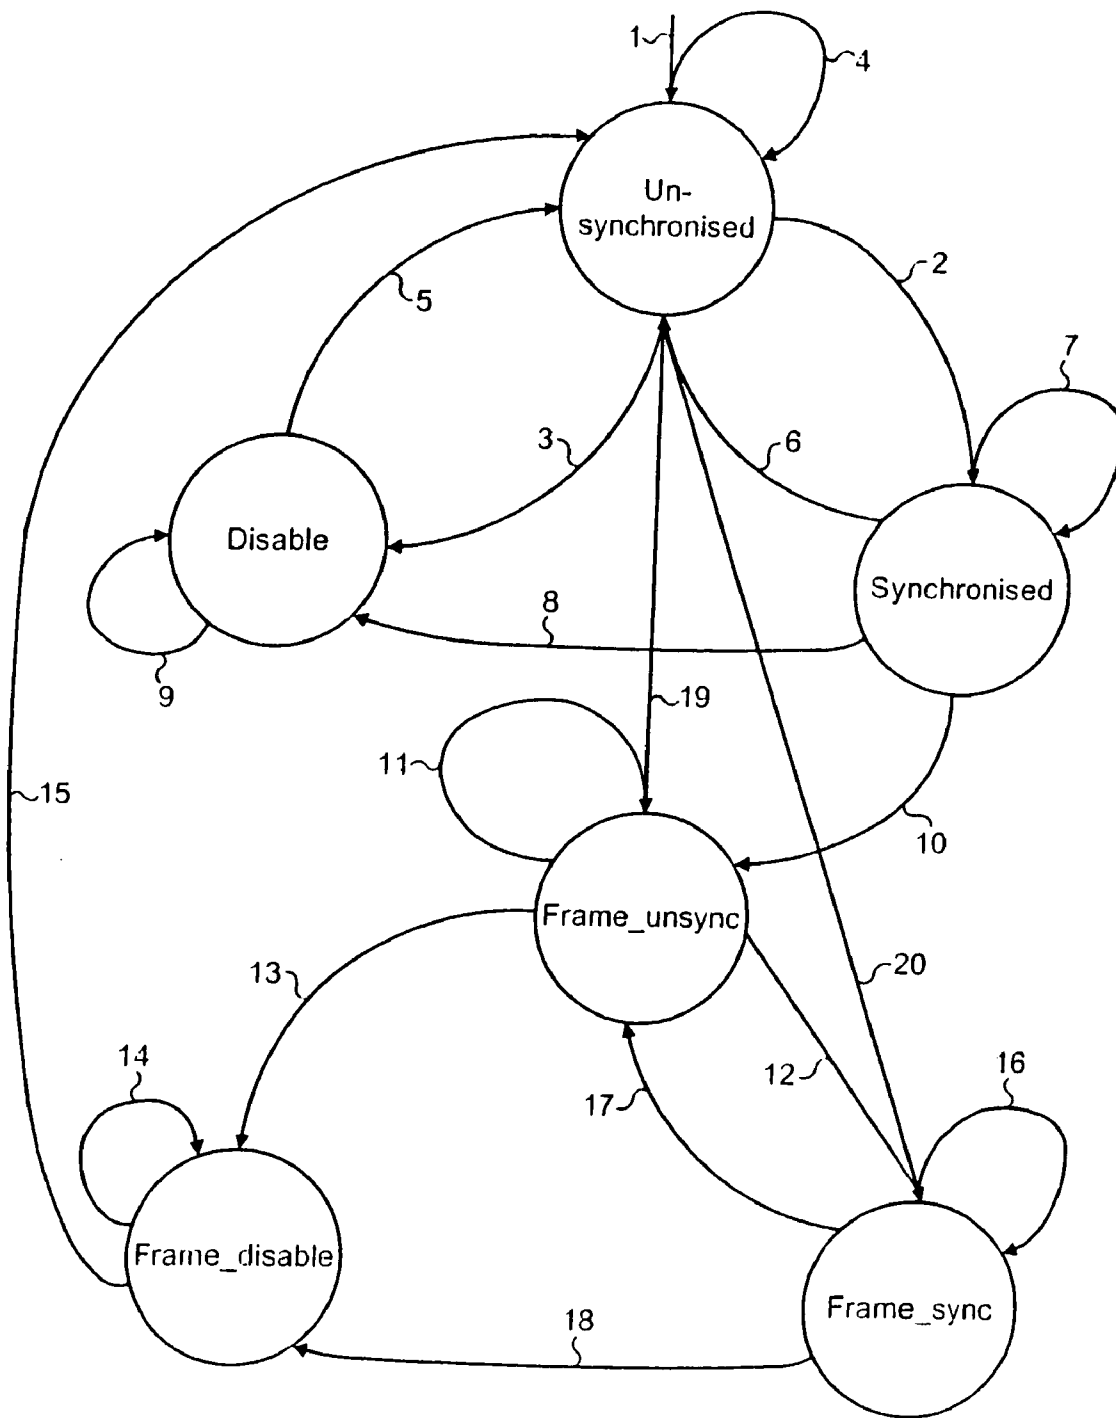 1
4
Un-
synchronised
2
5
7
3
6
Disable
Synchronised
8
9
19
11
15
10
Frame_unsync
13
20
14
12
16
17
Frame_disable
Frame_sync
18